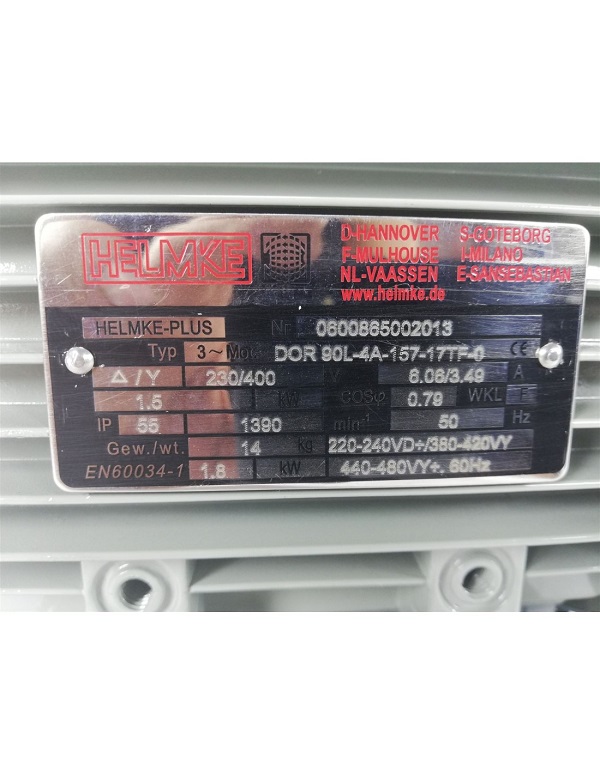 HELMKE
D-HANNOVER S-GÖTEBORG
F-MULHOUSE I-MILANO
NL-VAASSEN E-SANSEBASTIAN
www.helmke.de
HELMKE-PLUS Nr. 0600865002013
Typ 3~Mot. DOR 90L-4A-157-17TF-0 CE
Δ/Y 230/400 V 6.06/3.49 A
1.5 kW cosφ 0.79 WKL F
IP 55 1390 min⁻¹ 50 Hz
Gew./wt. 14 kg 220-240VD÷/380-420VY
EN60034-1 1.8 kW 440-480VY÷, 60Hz